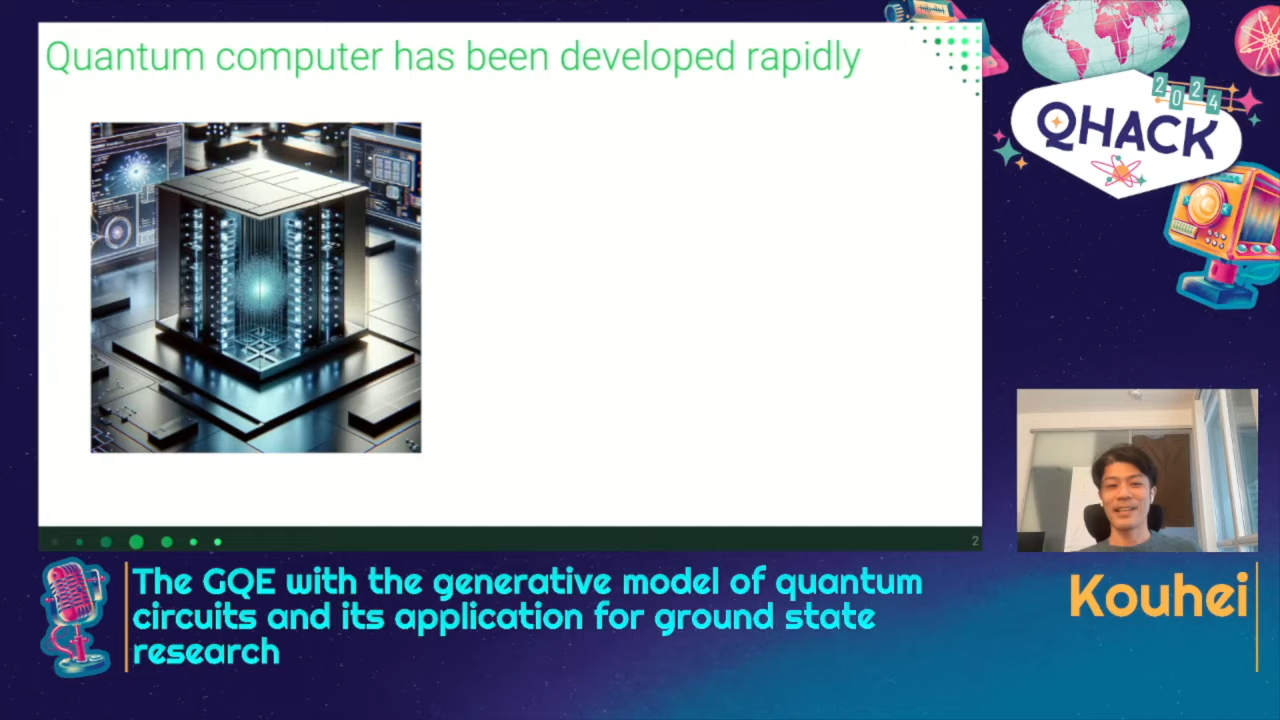 Quantum computer has been developed rapidly
2024
QHACK
2
The GQE with the generative model of quantum
circuits and its application for ground state
research
Kouhei